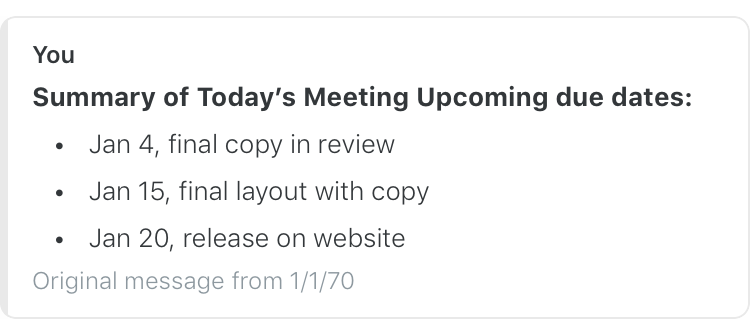 You
Summary of Today’s Meeting Upcoming due dates:
• Jan 4, final copy in review
• Jan 15, final layout with copy
• Jan 20, release on website
Original message from 1/1/70